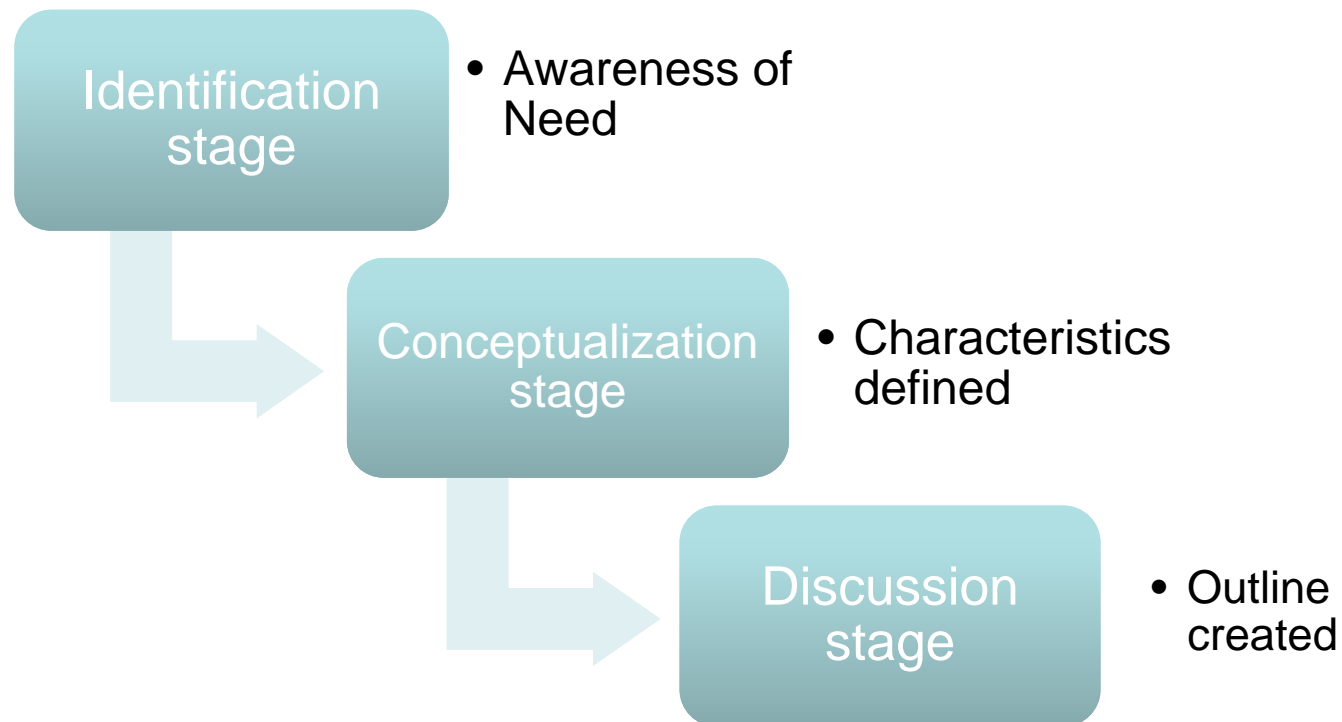 Identification
stage
• Awareness of
Need
Conceptualization
stage
• Characteristics
defined
Discussion
stage
• Outline
created